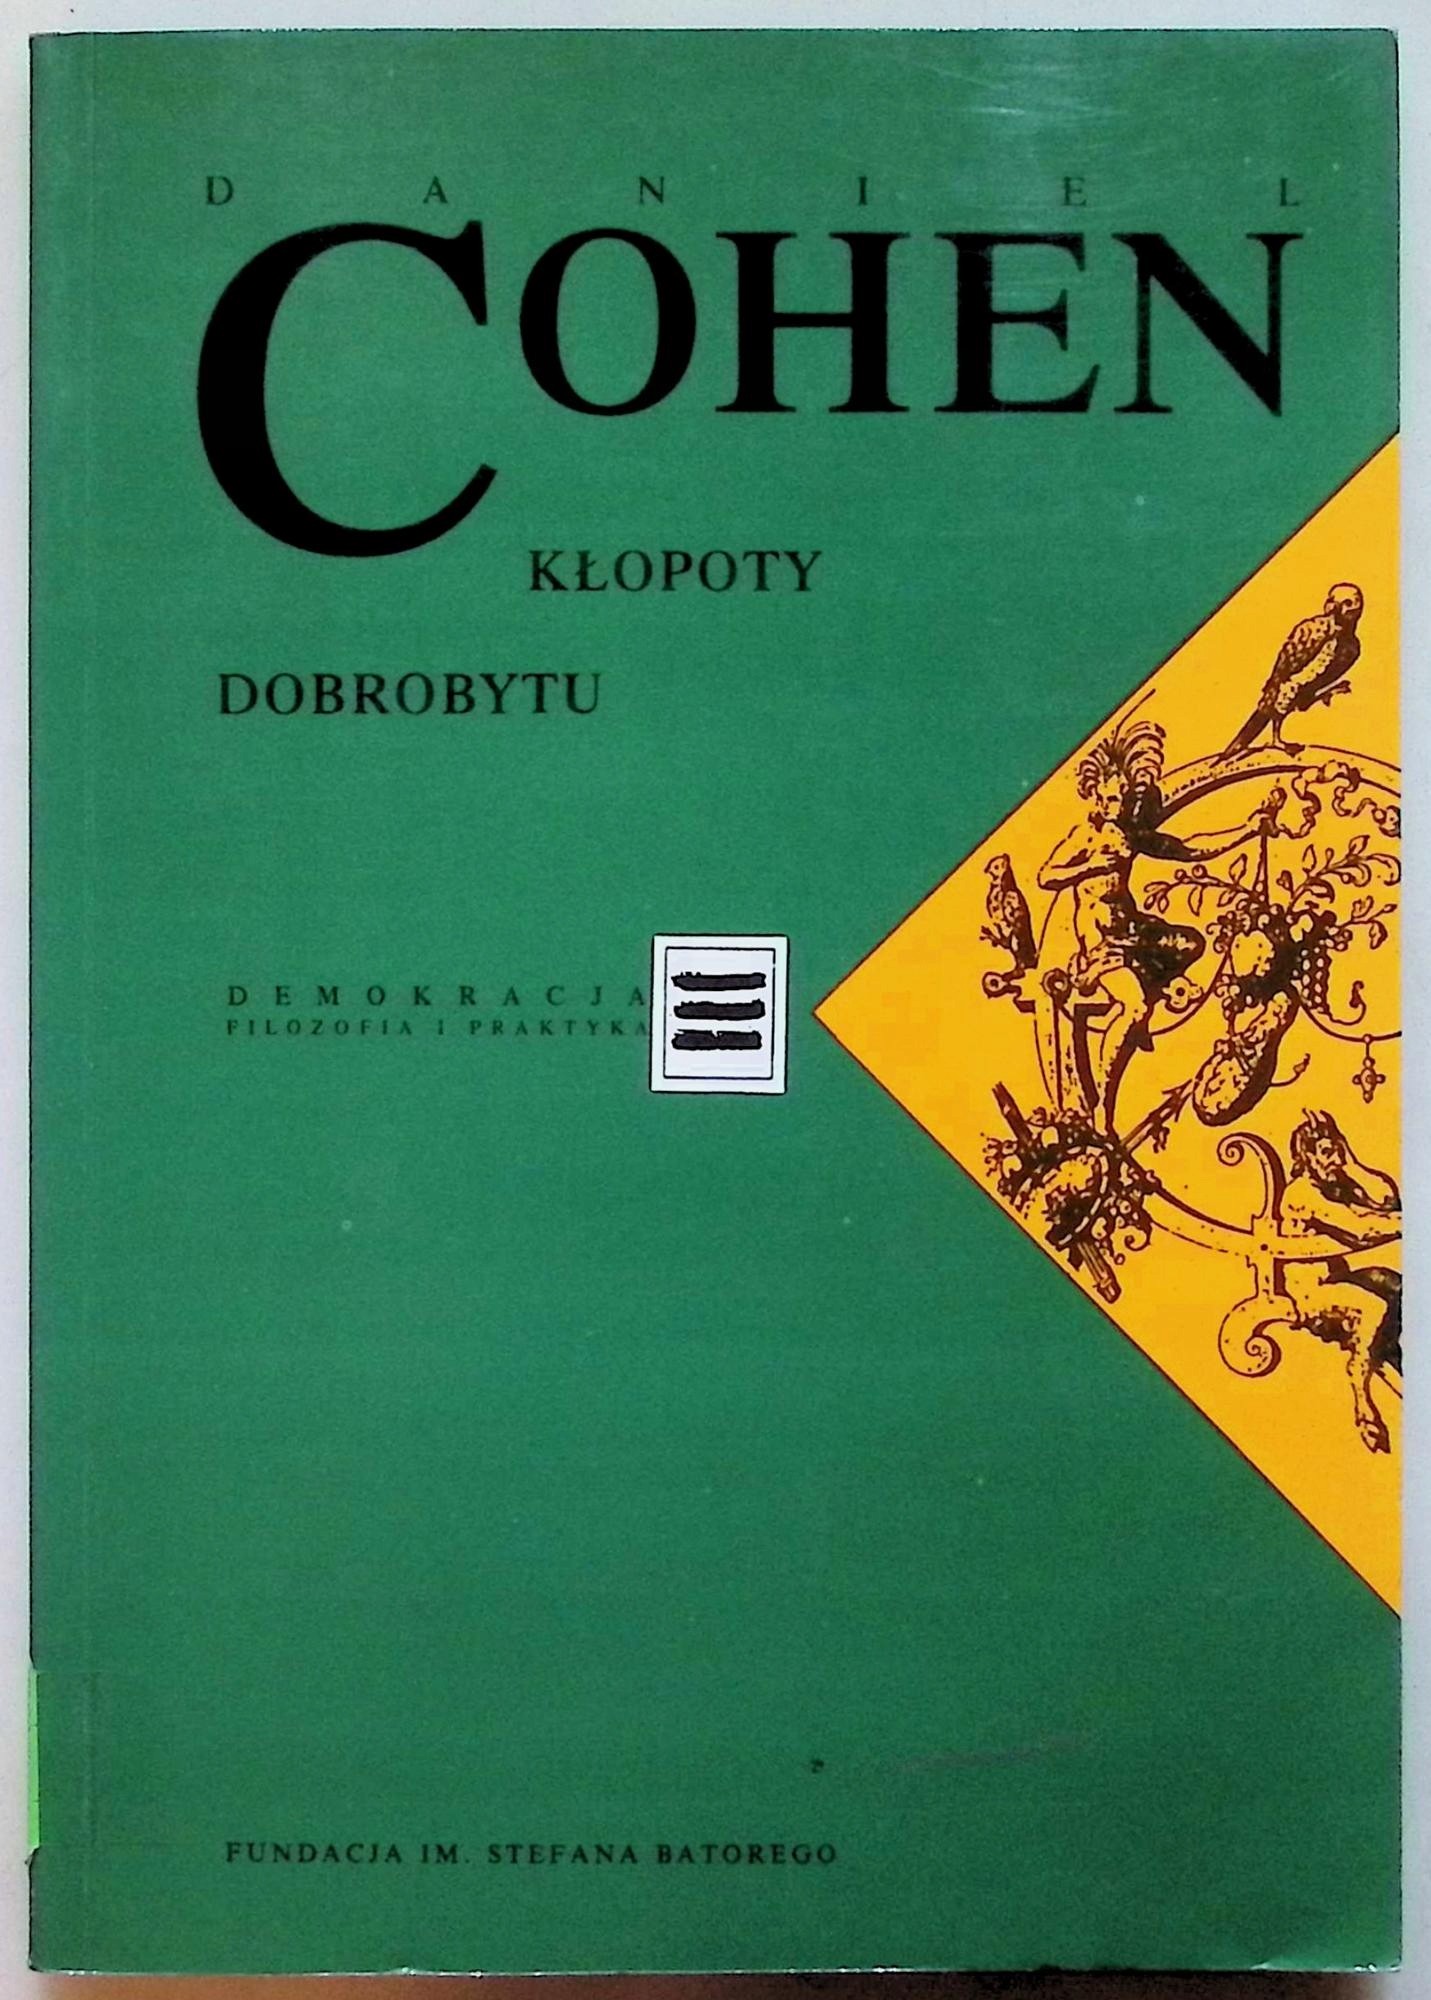 DANIEL
COHEN
KŁOPOTY
DOBROBYTU
DEMOKRACJA
FILOZOFIA I PRAKTYKA
FUNDACJA IM. STEFANA BATOREGO